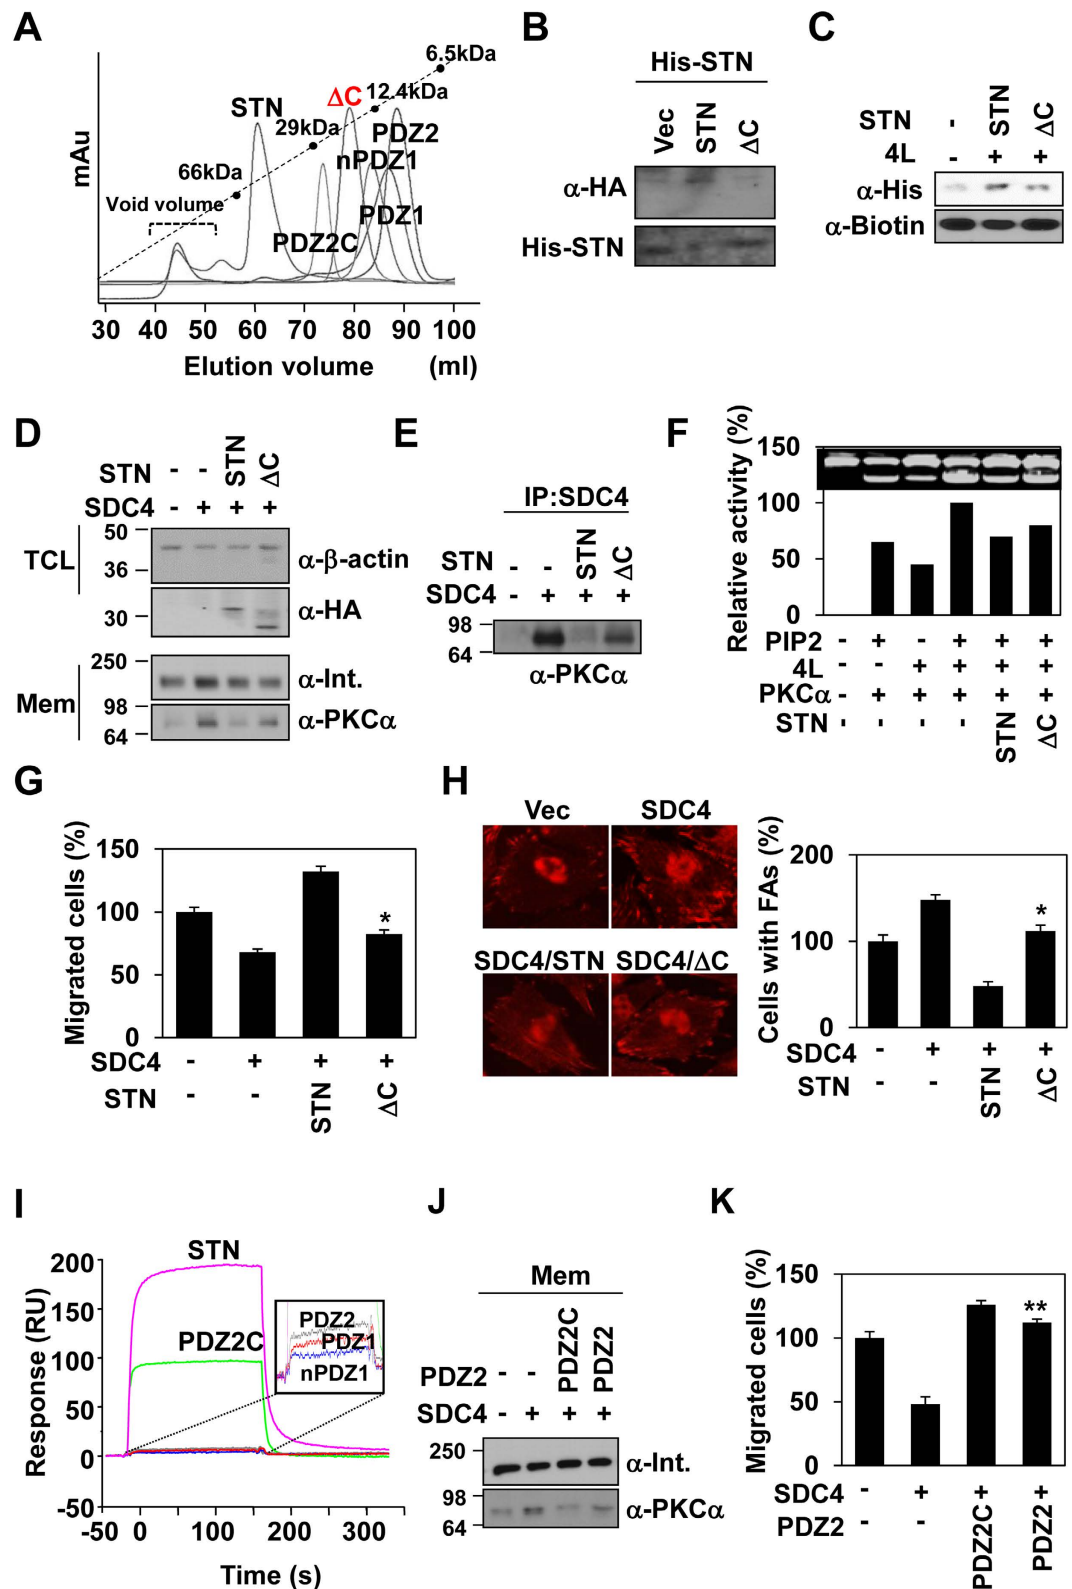 A
mAu
6.5kDa
ΔC
12.4kDa
STN
29kDa
PDZ2
nPDZ1
66kDa
Void volume
PDZ1
PDZ2C
30 40 50 60 70 80 90 100
Elution volume (ml)
B
His-STN
Vec STN ΔC
α-HA
His-STN
C
STN - STN ΔC
4L - + +
α-His
α-Biotin
D
STN - - STN ΔC
SDC4 - + + +
TCL
50
36
α-β-actin
30
α-HA
Mem
250
α-Int.
98
64
α-PKCα
E
IP:SDC4
STN - - STN ΔC
SDC4 - + + +
98
64
α-PKCα
F
Relative activity (%)
150
100
50
0
PIP2 - + - + + +
4L - - + + + +
PKCα - + + + + +
STN - - - - STN ΔC
G
Migrated cells (%)
150
100
50
0
*
SDC4 - + + +
STN - - STN ΔC
H
Vec SDC4
SDC4/STN SDC4/ΔC
Cells with FAs (%)
200
100
0
*
SDC4 - + + +
STN - - STN ΔC
I
Response (RU)
200
150
100
50
0
-50
STN
PDZ2C
PDZ2
PDZ1
nPDZ1
-50 0 100 200 300
Time (s)
J
Mem
PDZ2 - - PDZ2C PDZ2
SDC4 - + + +
250
α-Int.
98
64
α-PKCα
K
Migrated cells (%)
150
100
50
0
**
SDC4 - + + +
PDZ2 - - PDZ2C PDZ2